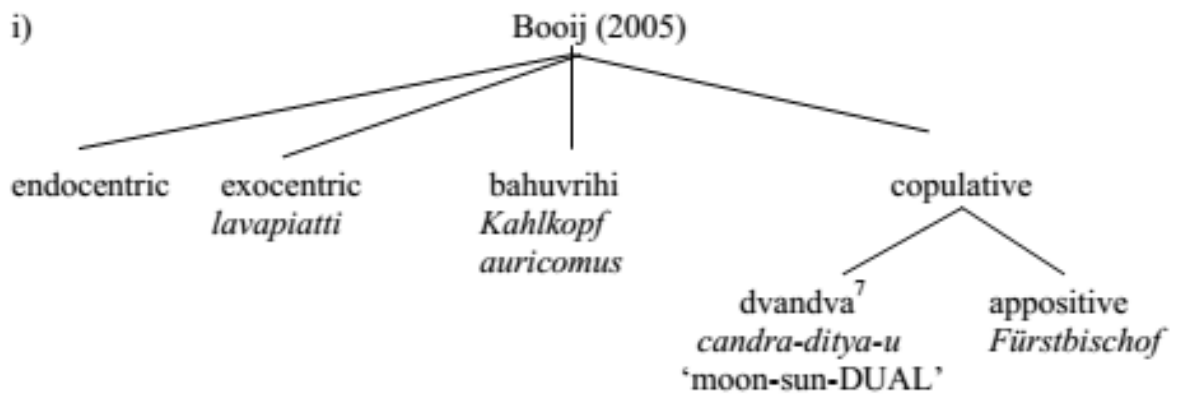 i) Booij (2005)
endocentric exocentric bahuvrihi copulative
lavapiatti Kahlkopf
auricomus
dvandva7 appositive
candra-ditya-u Fürstbischof
‘moon-sun-DUAL’